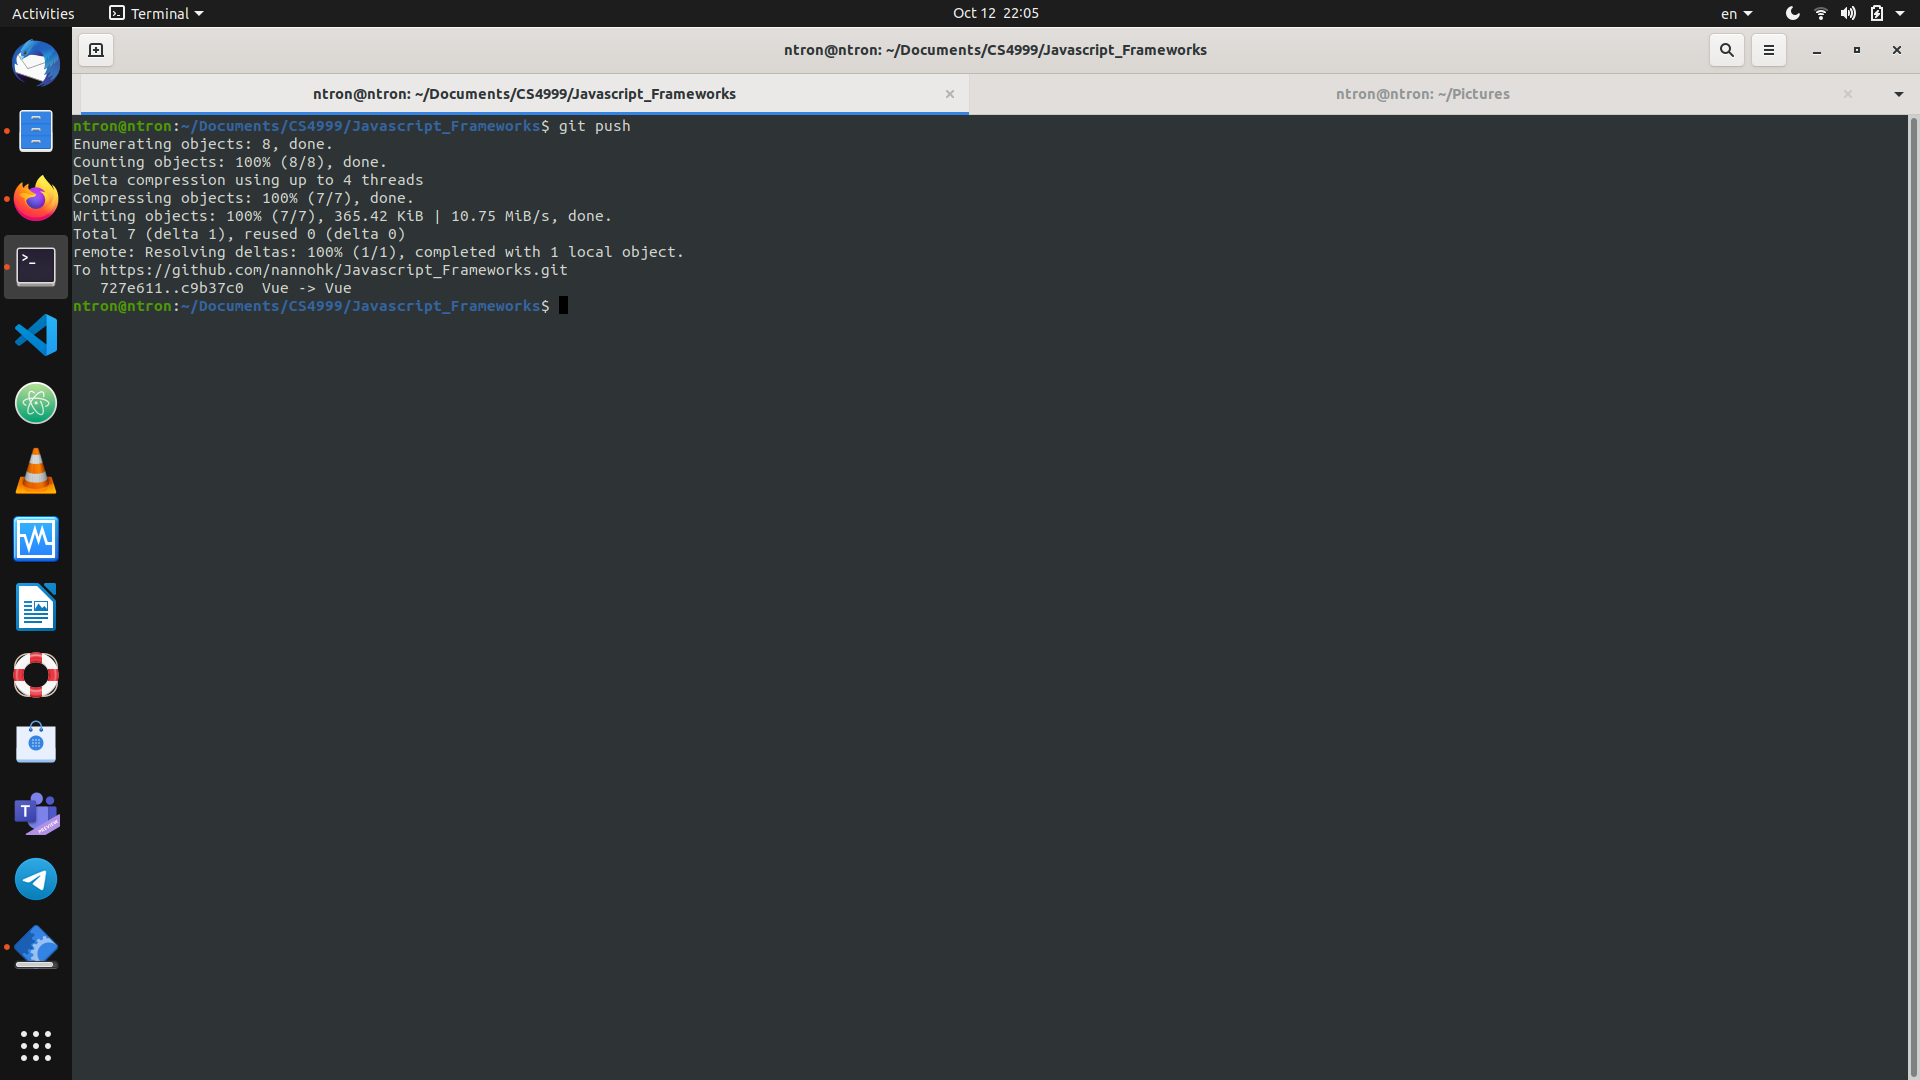 Activities
Terminal
Oct 12 22:05
en
ntron@ntron: ~/Documents/CS4999/Javascript_Frameworks
ntron@ntron: ~/Documents/CS4999/Javascript_Frameworks
ntron@ntron: ~/Pictures
ntron@ntron:~/Documents/CS4999/Javascript_Frameworks$ git push
Enumerating objects: 8, done.
Counting objects: 100% (8/8), done.
Delta compression using up to 4 threads
Compressing objects: 100% (7/7), done.
Writing objects: 100% (7/7), 365.42 KiB | 10.75 MiB/s, done.
Total 7 (delta 1), reused 0 (delta 0)
remote: Resolving deltas: 100% (1/1), completed with 1 local object.
To https://github.com/nannohk/Javascript_Frameworks.git
   727e611..c9b37c0  Vue -> Vue
ntron@ntron:~/Documents/CS4999/Javascript_Frameworks$
T
PREVIEW